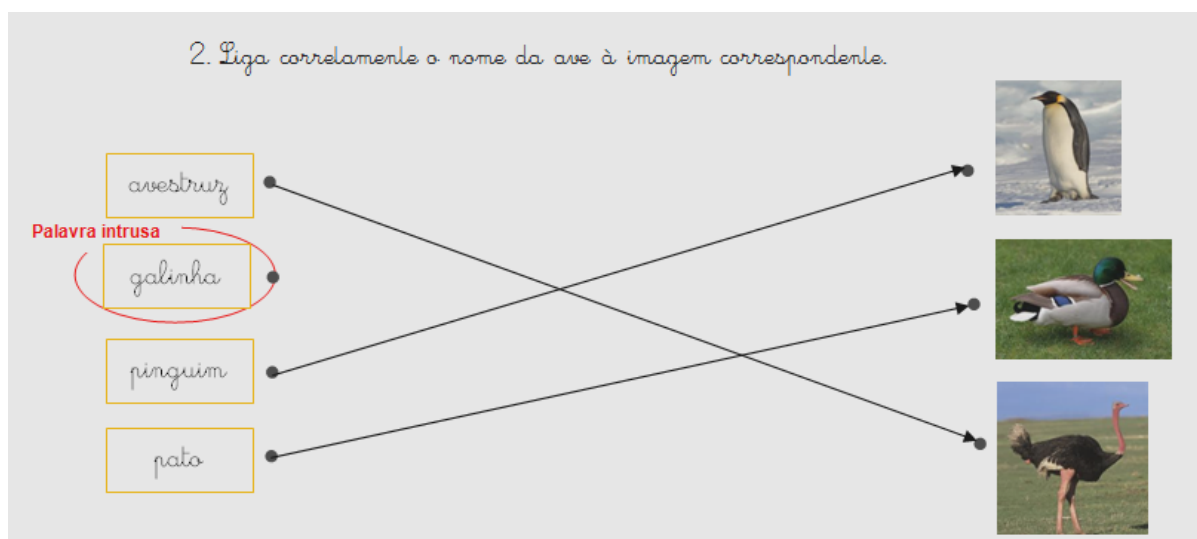 2. Liga corretamente o nome da ave à imagem correspondente.
avestruz
Palavra intrusa
galinha
pinguim
pato